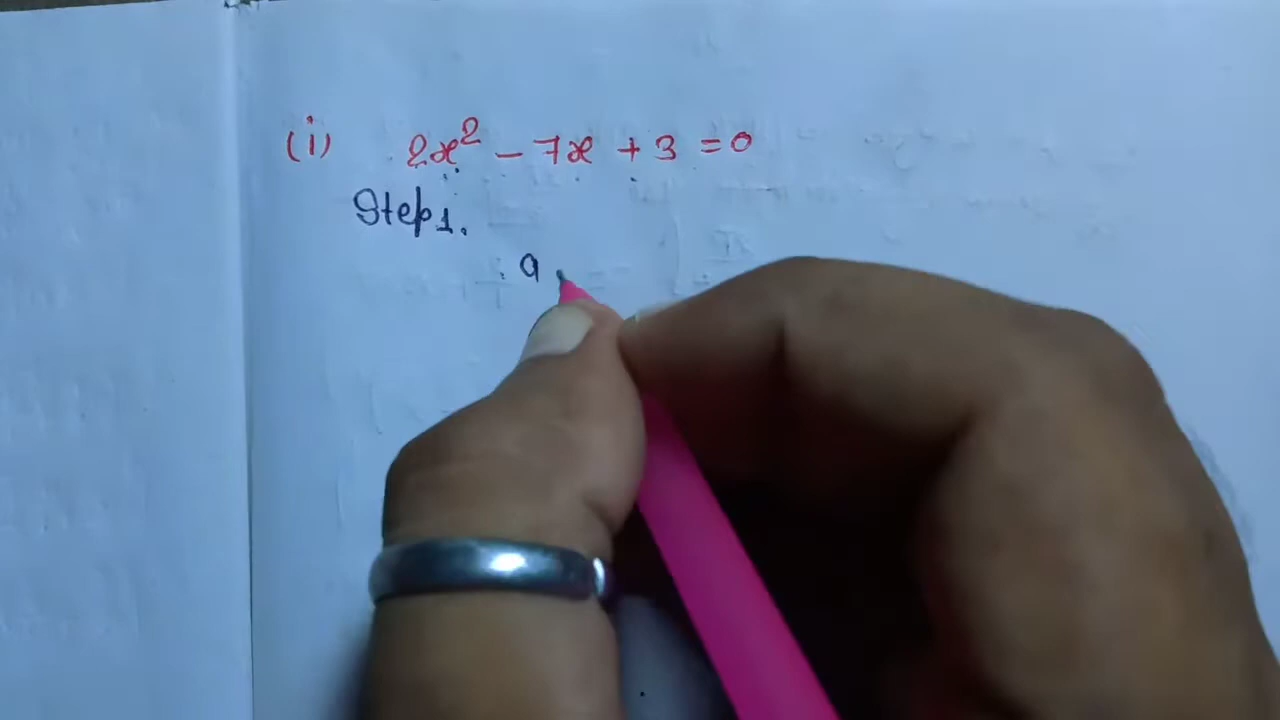 (i) 2x² - 7x + 3 = 0
Step 1.
a